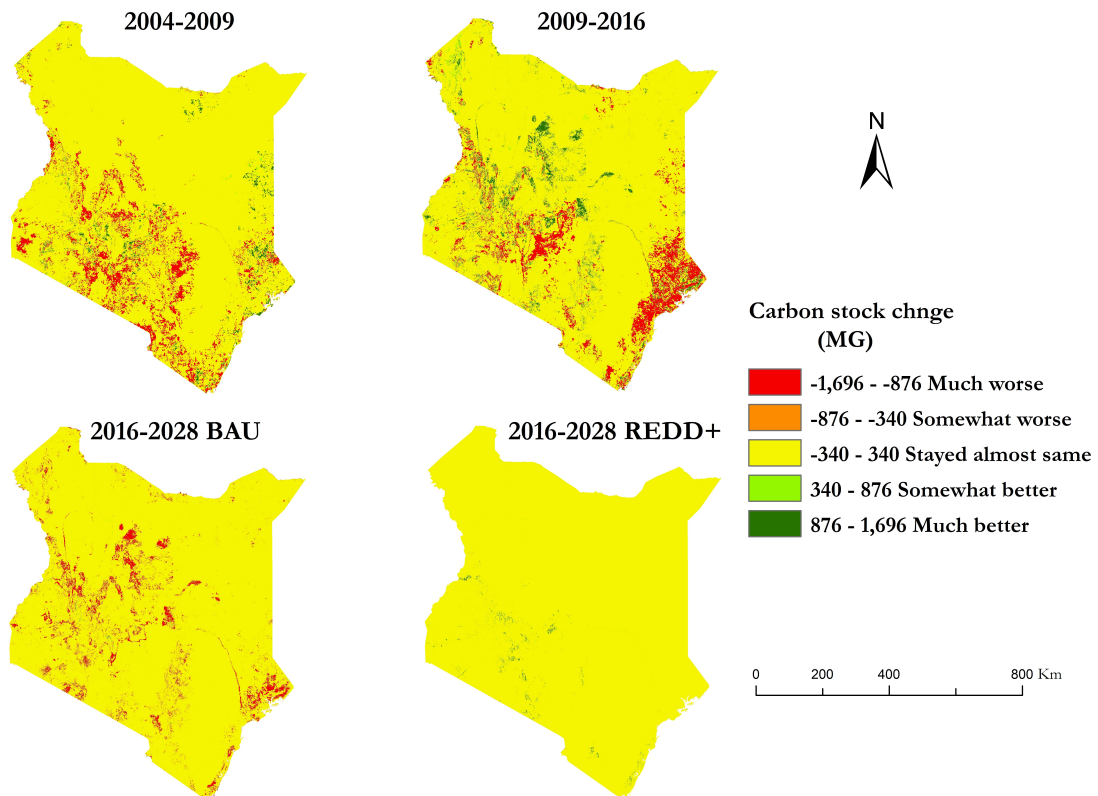 2004-2009
2009-2016
N
Carbon stock chnge
(MG)
-1,696 - -876 Much worse
-876 - -340 Somewhat worse
-340 - 340 Stayed almost same
340 - 876 Somewhat better
876 - 1,696 Much better
2016-2028 BAU
2016-2028 REDD+
0 200 400 800 Km